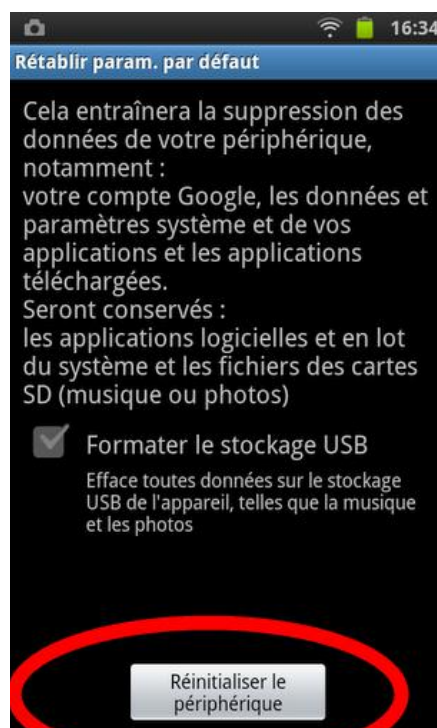 16:34
Rétablir param. par défaut
Cela entraînera la suppression des
données de votre périphérique,
notamment :
votre compte Google, les données et
paramètres système et de vos
applications et les applications
téléchargées.
Seront conservés :
les applications logicielles et en lot
du système et les fichiers des cartes
SD (musique ou photos)
Formater le stockage USB
Efface toutes données sur le stockage
USB de l'appareil, telles que la musique
et les photos
Réinitialiser le
périphérique